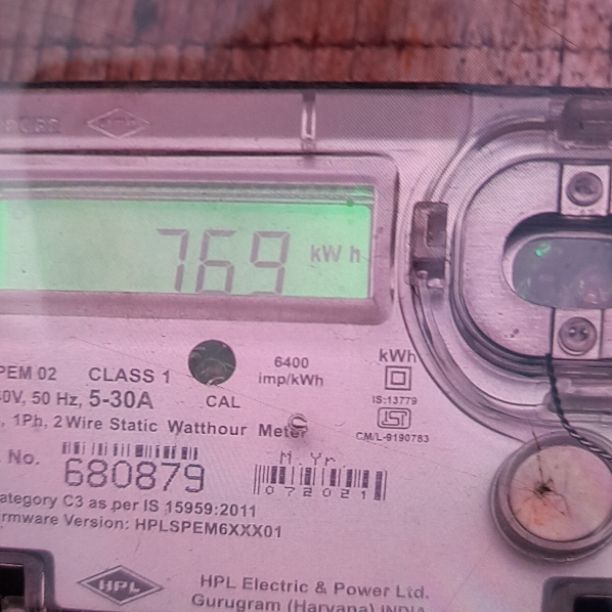 769 kWh
PEM 02 CLASS 1
6400
imp/kWh
kWh
0V, 50 Hz, 5-30A
CAL
IS:13779
ISI
, 1Ph, 2Wire Static Watthour Meter
CM/L-9190783
No.
680879
M.Yr.
072021
ategory C3 as per IS 15959:2011
rmware Version: HPLSPEM6XXX01
HPL
HPL Electric & Power Ltd.
Gurugram (Haryana) INDIA